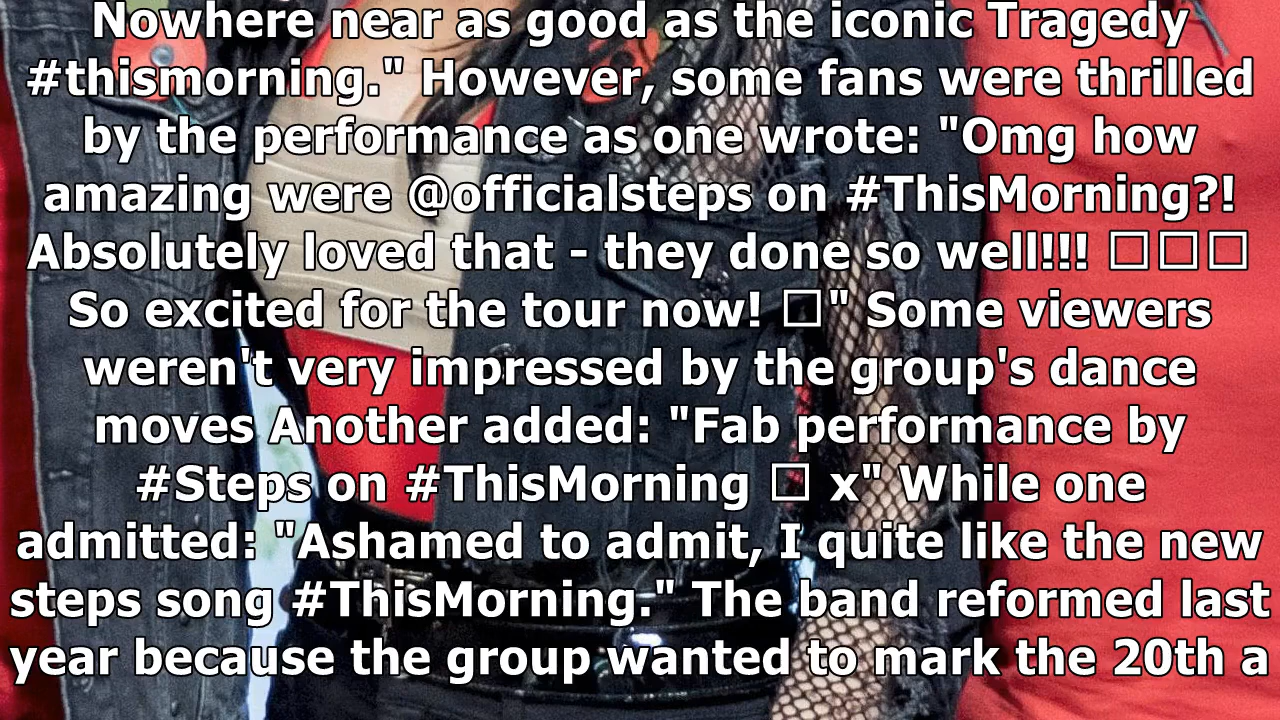 Nowhere near as good as the iconic Tragedy
#thismorning." However, some fans were thrilled
by the performance as one wrote: "Omg how
amazing were @officialsteps on #ThisMorning?!
Absolutely loved that - they done so well!!! □□□
So excited for the tour now! □" Some viewers
weren't very impressed by the group's dance
moves Another added: "Fab performance by
#Steps on #ThisMorning □ x" While one
admitted: "Ashamed to admit, I quite like the new
steps song #ThisMorning." The band reformed last
year because the group wanted to mark the 20th a